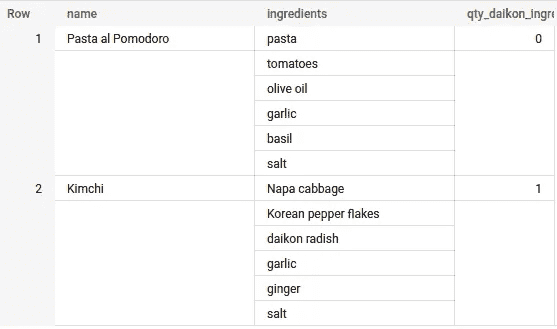 Row name ingredients qty_daikon_ingre
1 Pasta al Pomodoro pasta 0
tomatoes
olive oil
garlic
basil
salt
2 Kimchi Napa cabbage 1
Korean pepper flakes
daikon radish
garlic
ginger
salt